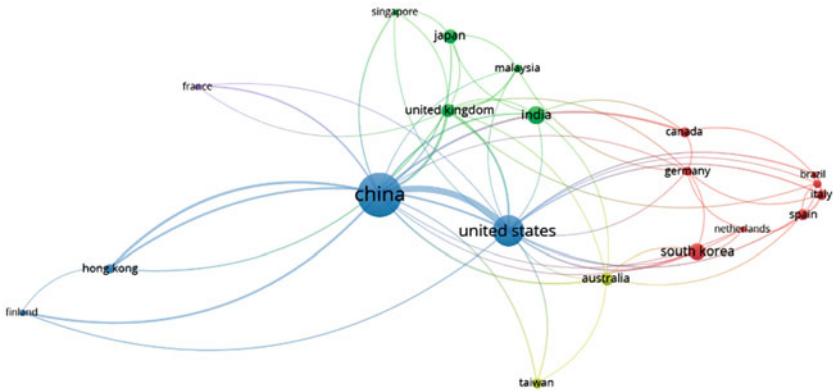 singapore
japan
malaysia
france
united kingdom
india
canada
germany
brazil
italy
china
spain
netherlands
united states
south korea
hong kong
australia
finland
taiwan